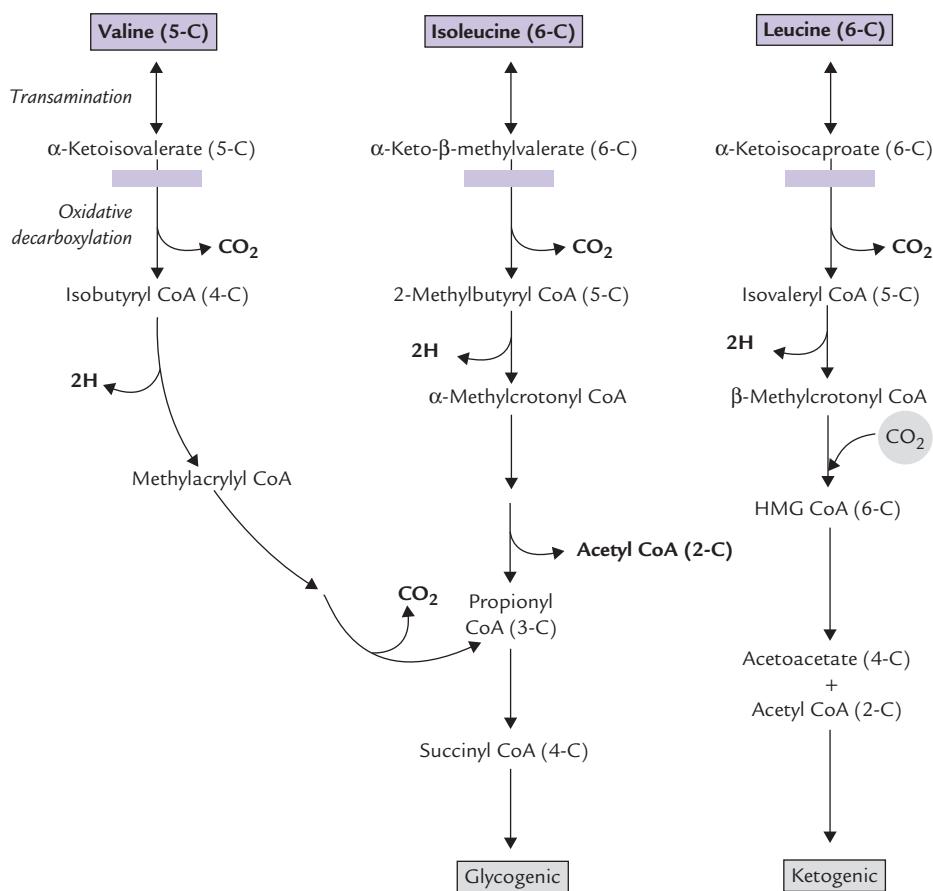 Valine (5-C)
Isoleucine (6-C)
Leucine (6-C)
Transamination
α-Ketoisovalerate (5-C)
α-Keto-β-methylvalerate (6-C)
α-Ketoisocaproate (6-C)
Oxidative
decarboxylation
CO₂
CO₂
CO₂
Isobutyryl CoA (4-C)
2-Methylbutyryl CoA (5-C)
Isovaleryl CoA (5-C)
2H
2H
2H
α-Methylcrotonyl CoA
β-Methylcrotonyl CoA
CO₂
Methylacrylyl CoA
HMG CoA (6-C)
Acetyl CoA (2-C)
CO₂
Propionyl
CoA (3-C)
Acetoacetate (4-C)
+
Acetyl CoA (2-C)
Succinyl CoA (4-C)
Glycogenic
Ketogenic